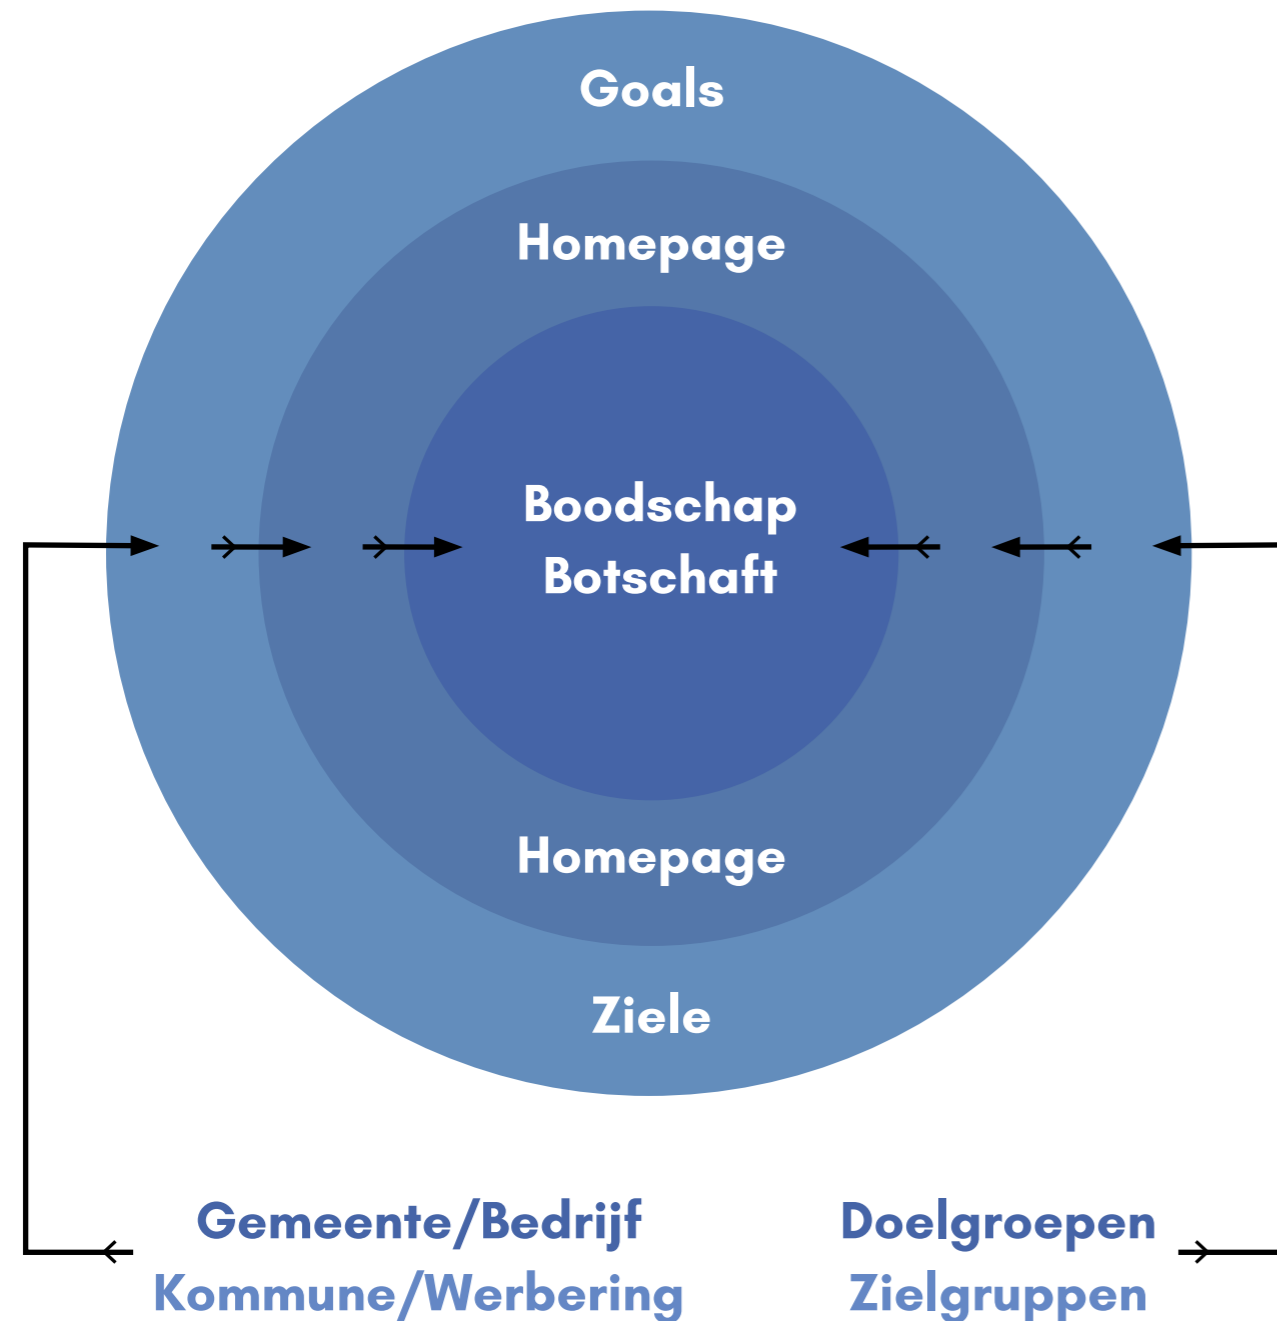 Goals
Homepage
Boodschap
Botschaft
Homepage
Ziele
Gemeente/Bedrijf
Kommune/Werbering
Doelgroepen
Zielgruppen